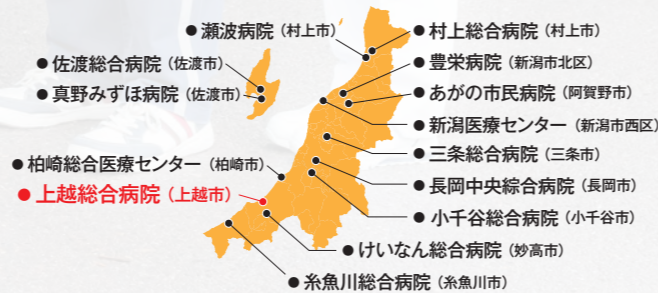 ● 瀬波病院（村上市）
● 佐渡総合病院（佐渡市）
● 真野みずほ病院（佐渡市）
● 柏崎総合医療センター（柏崎市）
● 上越総合病院（上越市）
● 村上総合病院（村上市）
● 豊栄病院（新潟市北区）
● あがの市民病院（阿賀野市）
● 新潟医療センター（新潟市西区）
● 三条総合病院（三条市）
● 長岡中央綜合病院（長岡市）
● 小千谷総合病院（小千谷市）
● けいなん総合病院（妙高市）
● 糸魚川総合病院（糸魚川市）